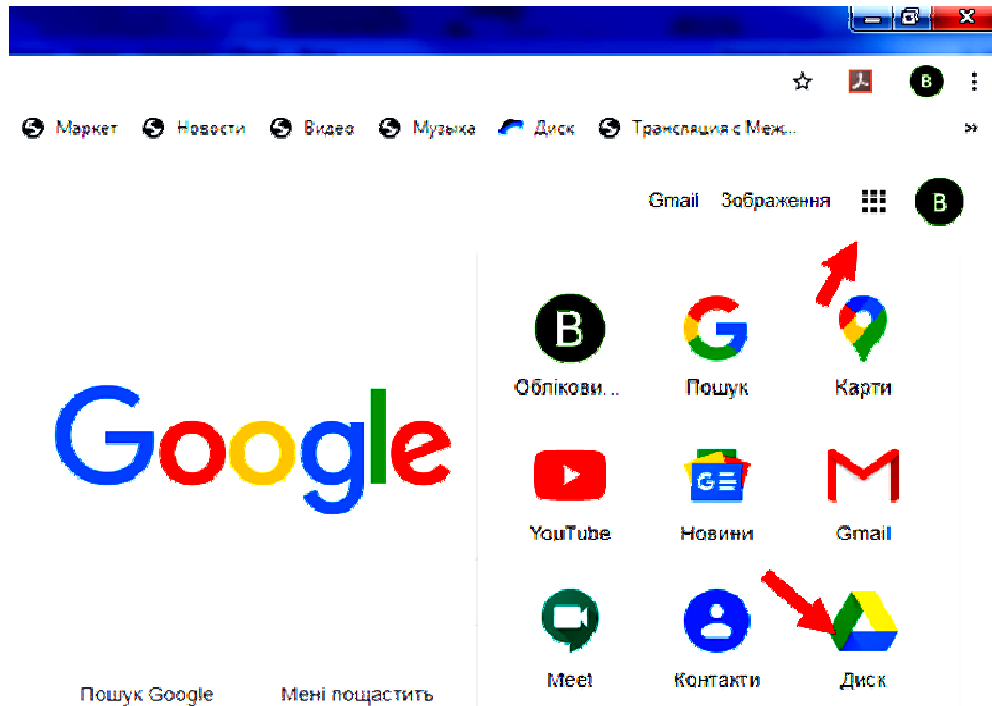 B
Маркет Новости Видео Музыка Диск Трансляция с Меж...
Gmail Зображення B
B
Обліковий... Пошук Карти
Google
YouTube Новини Gmail
Meet Контакти Диск
Пошук Google Мені пощастить